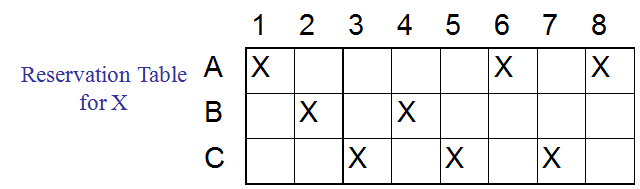 1 2 3 4 5 6 7 8
Reservation Table
for X
A X X X
B X X
C X X X